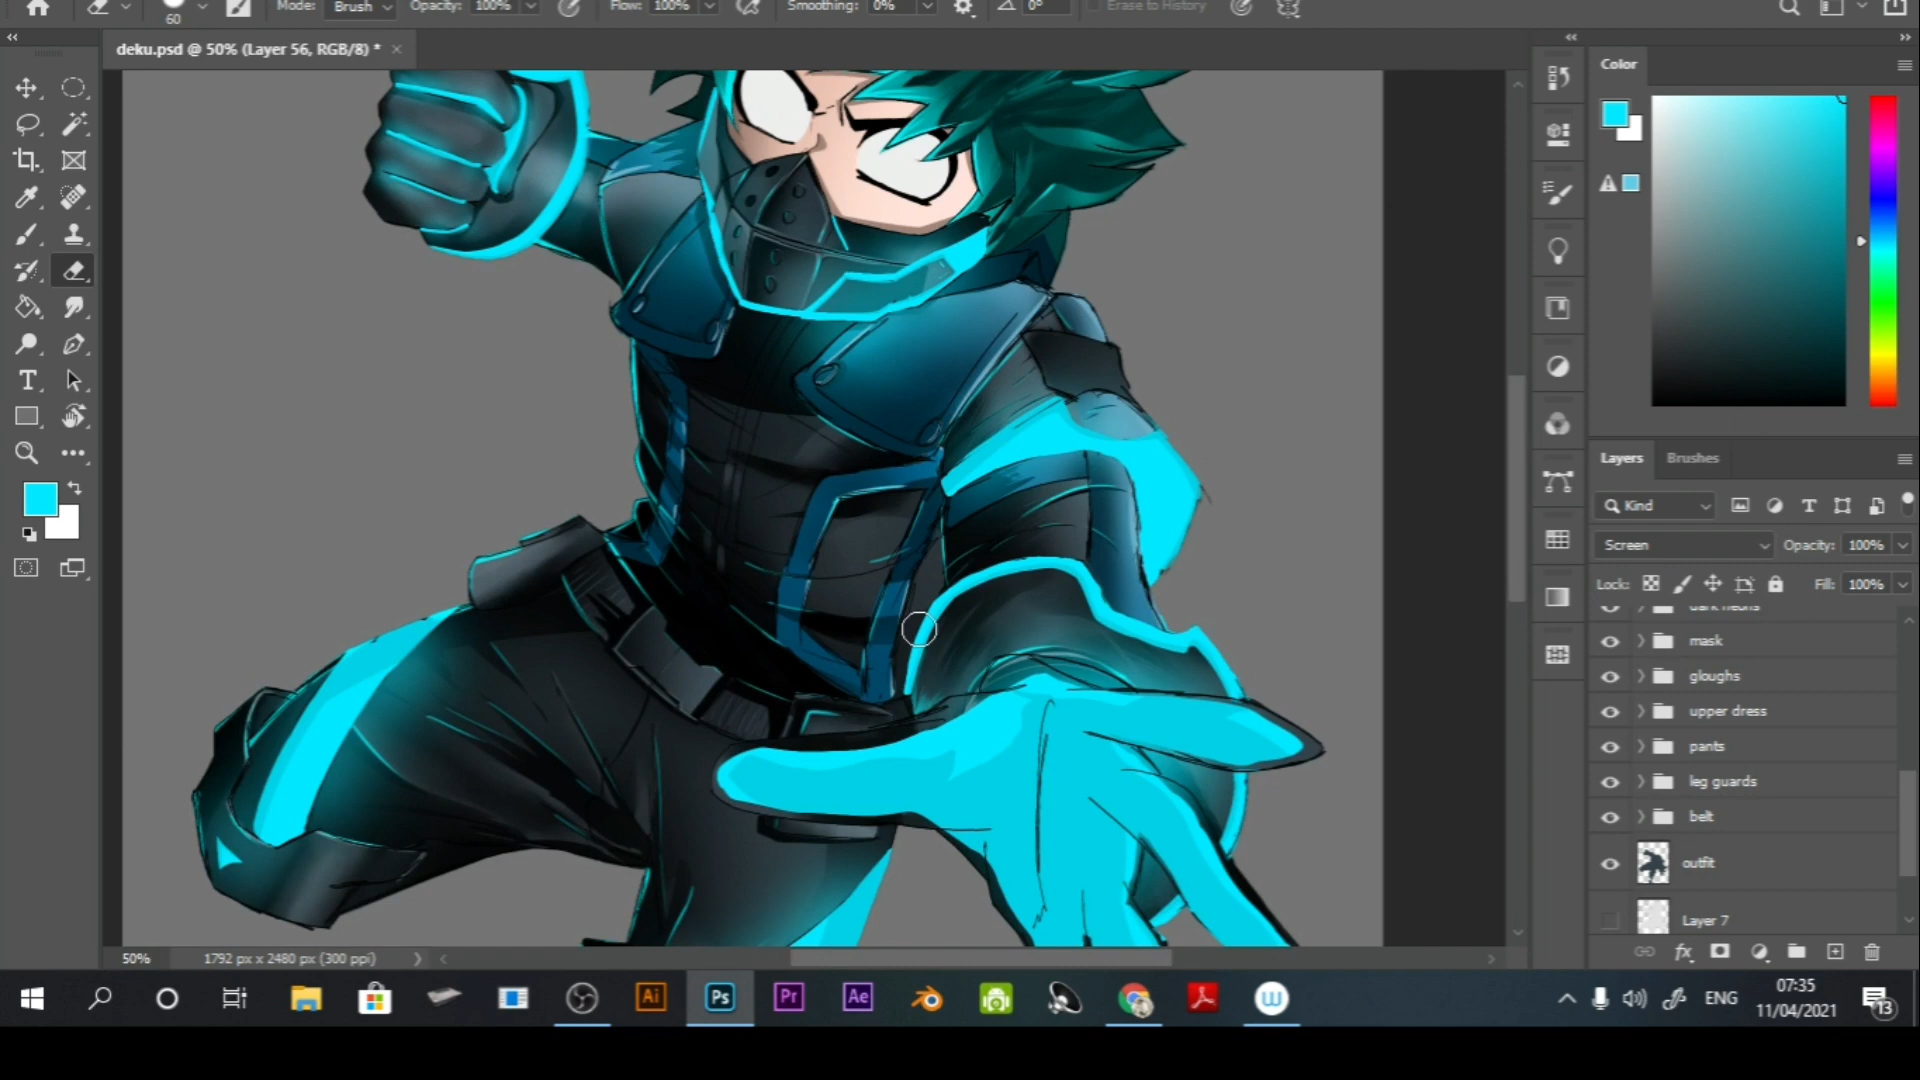 60
Mode: Brush Opacity: 100% Flow: 100% Smoothing: 0% 0° Erase to History
deku.psd @ 50% (Layer 56, RGB/8) * ×
Color
Layers Brushes
Kind
Screen Opacity: 100%
Lock: Fill: 100%
dark neons
mask
gloughs
upper dress
pants
leg guards
belt
outfit
Layer 7
50% 1792 px x 2480 px (300 ppi)
Ai Ps Pr Ae W
ENG
07:35
11/04/2021
13